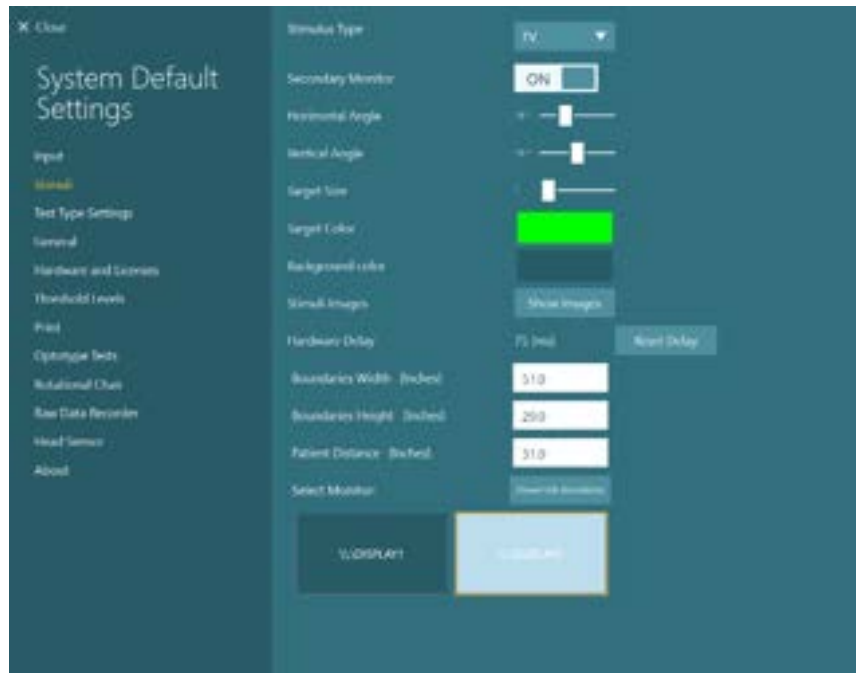 ✕ Close
System Default
Settings
Input
Stimuli
Test Type Settings
General
Hardware and Licenses
Threshold Levels
Print
Optotype Tests
Rotational Chair
Raw Data Recorder
Head Sensor
About
Stimulus Type
TV
Secondary Monitor
ON
Horizontal Angle
Vertical Angle
Target Size
Target Color
Background color
Stimuli Images
Show Images
Hardware Delay
75 (ms)
Reset Delay
Boundaries Width (Inches)
51.0
Boundaries Height (Inches)
29.0
Patient Distance (Inches)
51.0
Select Monitor
\\.\DISPLAY1